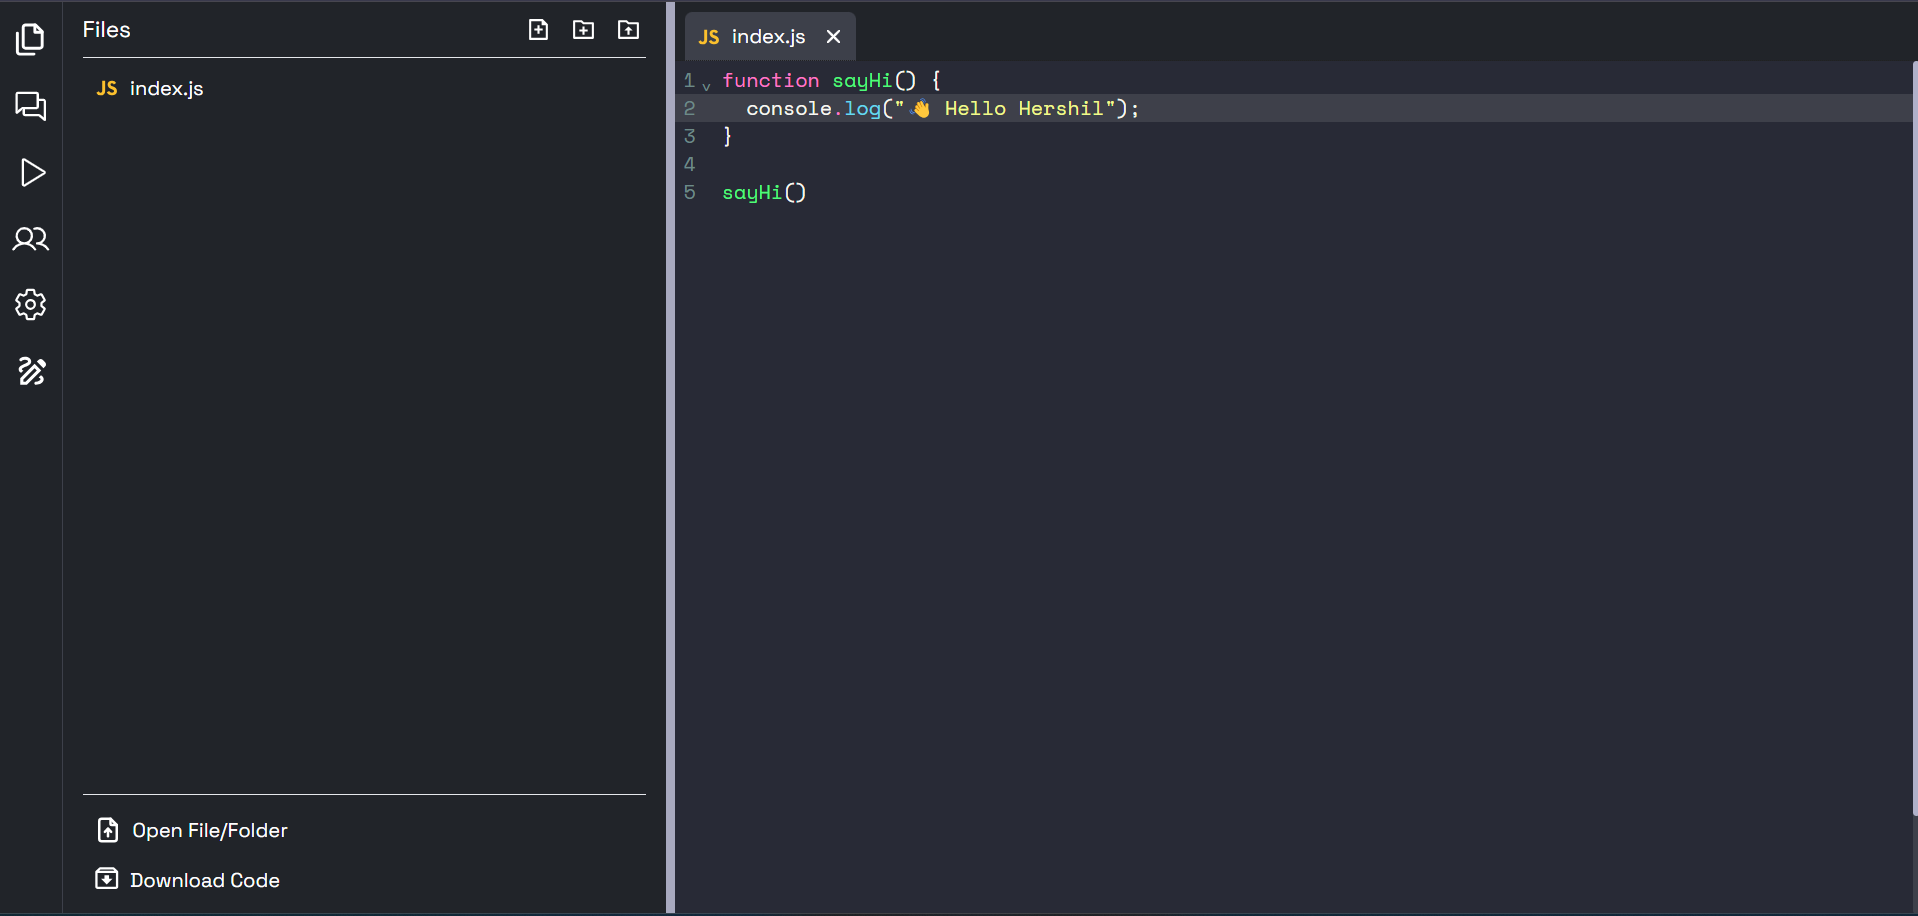 Files
JS index.js
Open File/Folder
Download Code
JS index.js
1 function sayHi() {
2   console.log("👋 Hello Hershil");
3 }
4
5 sayHi()